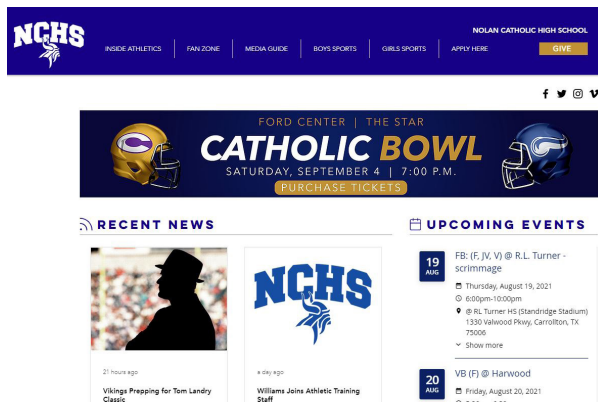 NCHS
NOLAN CATHOLIC HIGH SCHOOL
INSIDE ATHLETICS
FAN ZONE
MEDIA GUIDE
BOYS SPORTS
GIRLS SPORTS
APPLY HERE
GIVE
FORD CENTER | THE STAR
CATHOLIC BOWL
SATURDAY, SEPTEMBER 4 | 7:00 P.M.
PURCHASE TICKETS
RECENT NEWS
21 hours ago
Vikings Prepping for Tom Landry
Classic
NCHS
a day ago
Williams Joins Athletic Training
Staff
UPCOMING EVENTS
19
AUG
FB: (F, JV, V) @ R.L. Turner -
scrimmage
Thursday, August 19, 2021
6:00pm-10:00pm
@ RL Turner HS (Standridge Stadium)
1330 Valwood Pkwy, Carrollton, TX
75006
Show more
20
AUG
VB (F) @ Harwood
Friday, August 20, 2021